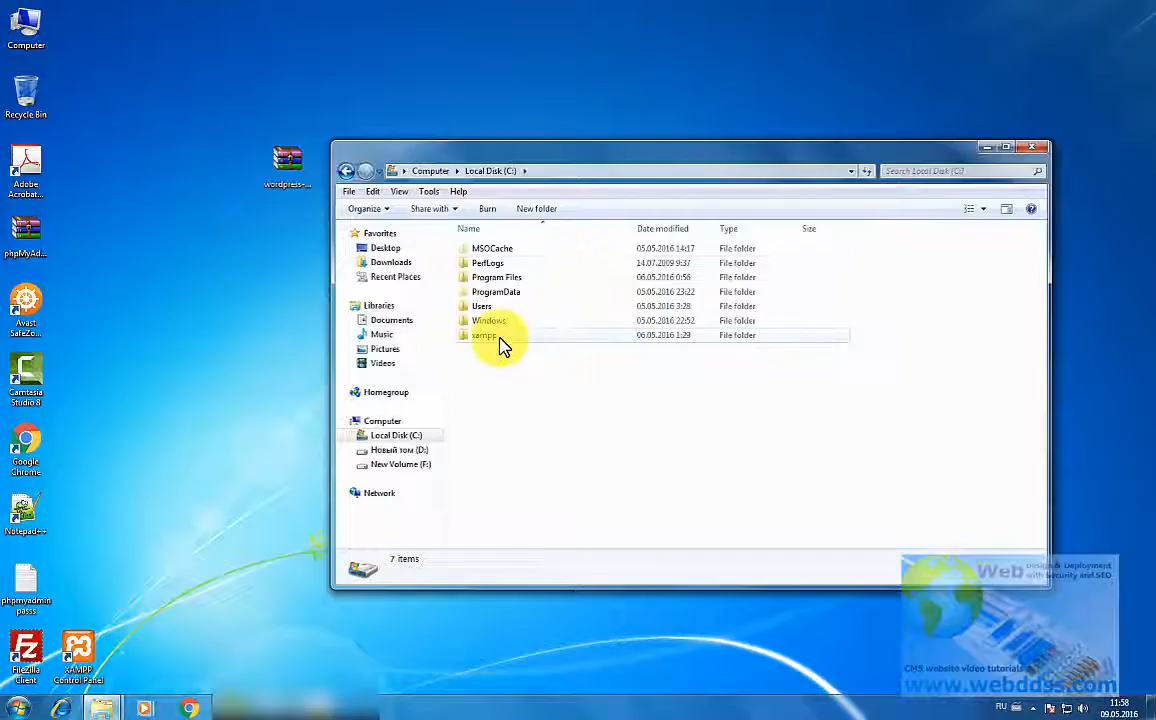 Computer
Recycle Bin
Adobe
Acrobat...
phpMyAd...
Avast
SafeZo...
Camtasia
Studio 8
Google
Chrome
Notepad++
phpmyadmin
passs
FileZilla
Client
XAMPP
Control Panel
wordpress-...
Computer
Local Disk (C:)
Search Local Disk (C:)
File
Edit
View
Tools
Help
Organize
Share with
Burn
New folder
Favorites
Desktop
Downloads
Recent Places
Libraries
Documents
Music
Pictures
Videos
Homegroup
Computer
Local Disk (C:)
Новый том (D:)
New Volume (F:)
Network
Name Date modified Type Size
MSOCache 05.05.2016 14:17 File folder
PerfLogs 14.07.2009 9:37 File folder
Program Files 06.05.2016 0:56 File folder
ProgramData 05.05.2016 23:22 File folder
Users 05.05.2016 3:28 File folder
Windows 05.05.2016 22:52 File folder
xampp 06.05.2016 1:29 File folder
7 items
Web Design & Deployment
with Security and SEO
CMS website video tutorials
www.webddss.com
RU
11:58
09.05.2016